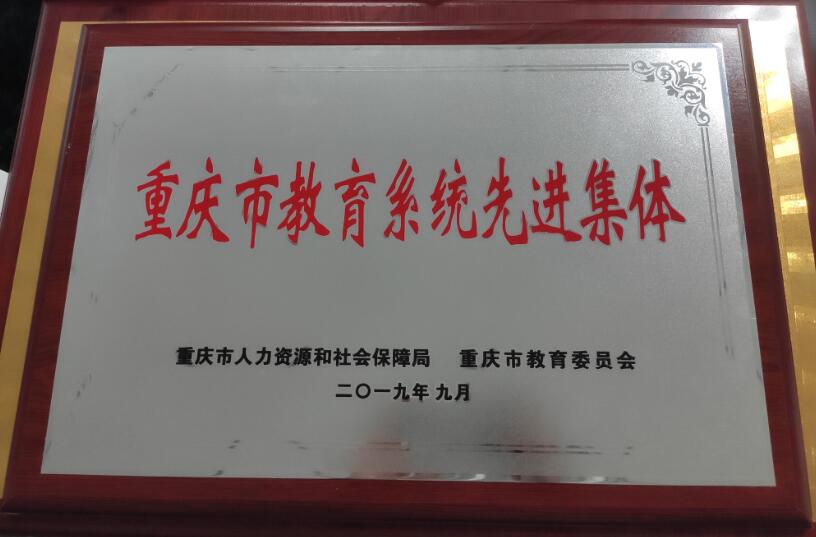 重庆市教育系统先进集体
重庆市人力资源和社会保障局 重庆市教育委员会
二〇一九年九月